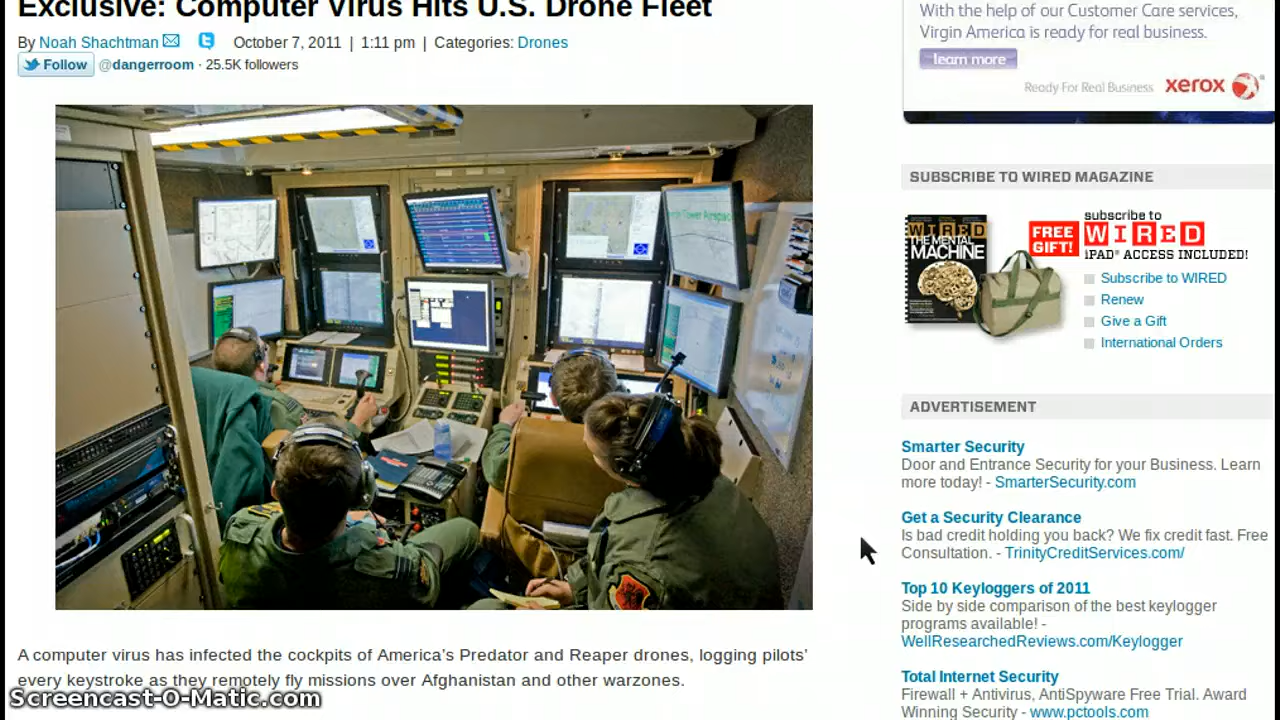 Exclusive: Computer Virus Hits U.S. Drone Fleet
By Noah Shachtman October 7, 2011 | 1:11 pm | Categories: Drones
Follow @dangerroom · 25.5K followers
A computer virus has infected the cockpits of America's Predator and Reaper drones, logging pilots'
every keystroke as they remotely fly missions over Afghanistan and other warzones.
Screencast-O-Matic.com
With the help of our Customer Care services,
Virgin America is ready for real business.
learn more
Ready For Real Business xerox
SUBSCRIBE TO WIRED MAGAZINE
WIRED
THE MENTAL
MACHINE
FREE
GIFT!
subscribe to
WIRED
iPAD® ACCESS INCLUDED!
Subscribe to WIRED
Renew
Give a Gift
International Orders
ADVERTISEMENT
Smarter Security
Door and Entrance Security for your Business. Learn
more today! - SmarterSecurity.com
Get a Security Clearance
Is bad credit holding you back? We fix credit fast. Free
Consultation. - TrinityCreditServices.com/
Top 10 Keyloggers of 2011
Side by side comparison of the best keylogger
programs available! -
WellResearchedReviews.com/Keylogger
Total Internet Security
Firewall + Antivirus, AntiSpyware Free Trial. Award
Winning Security - www.pctools.com